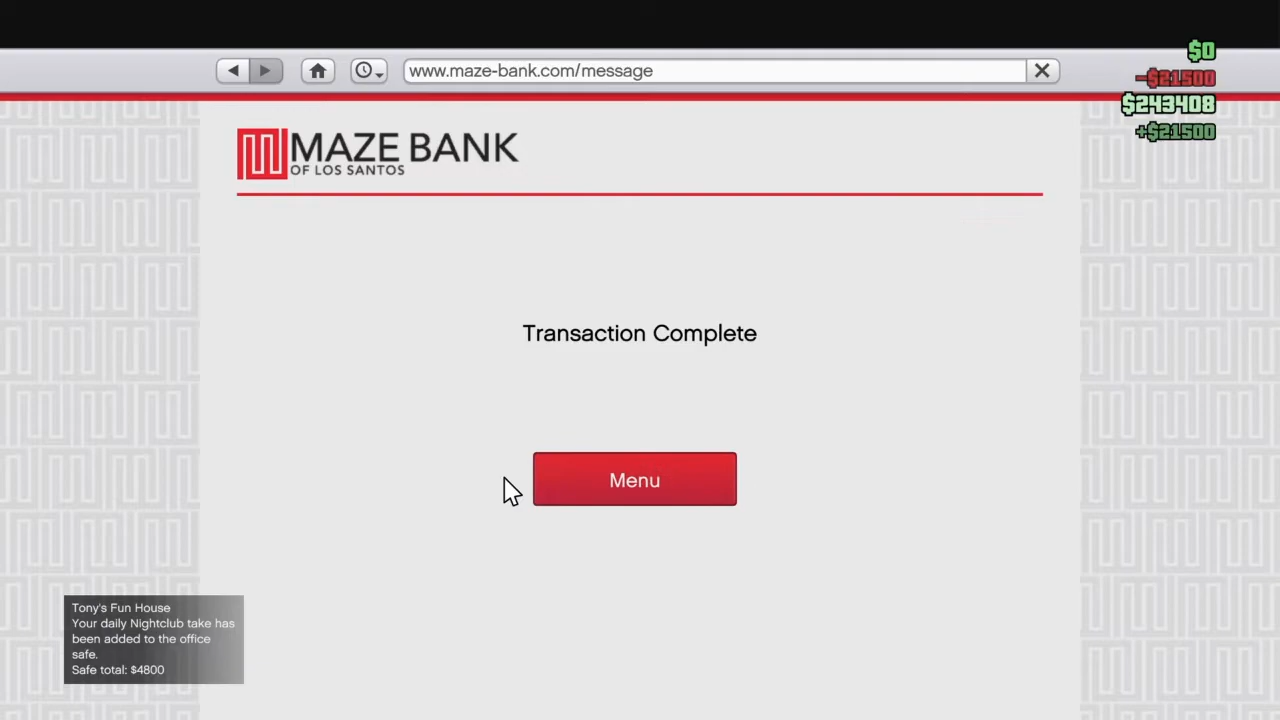 www.maze-bank.com/message
$0
-$21500
$243408
+$21500
MAZE BANK
OF LOS SANTOS
Transaction Complete
Menu
Tony's Fun House
Your daily Nightclub take has
been added to the office
safe.
Safe total: $4800